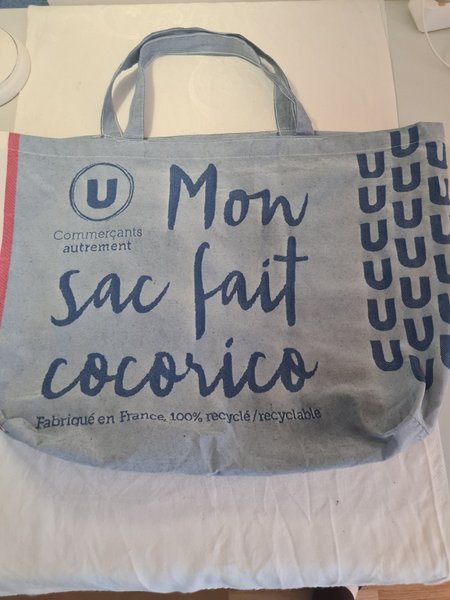 U
Commerçants
autrement
Mon
sac fait
cocorico
Fabriqué en France, 100% recyclé/recyclable
U U U
U U U
U U U
U U U
U U U
U U